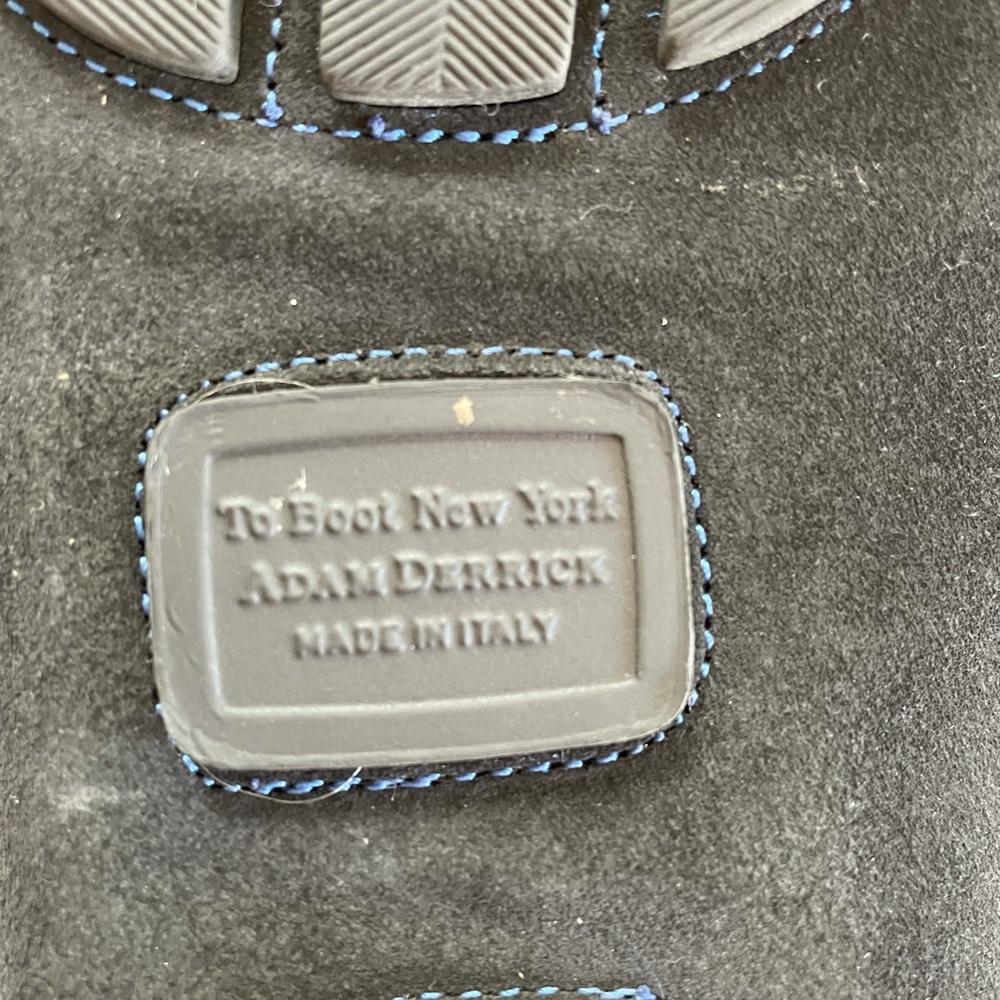 To Boot New York
ADAM DERRICK
MADE IN ITALY